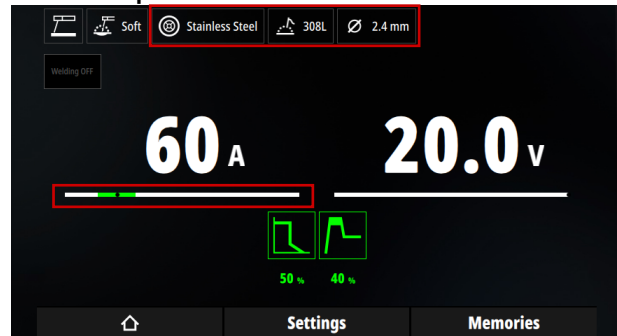 Soft Stainless Steel 308L Ø 2.4 mm
Welding OFF
60 A 20.0 V
50 % 40 %
Settings Memories